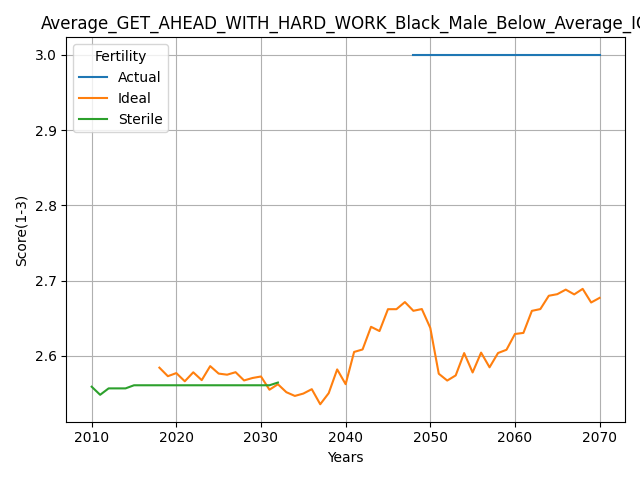 Average_GET_AHEAD_WITH_HARD_WORK_Black_Male_Below_Average_IQ
Fertility
Actual
Ideal
Sterile
Score(1-3)
3.0
2.9
2.8
2.7
2.6
2010 2020 2030 2040 2050 2060 2070
Years